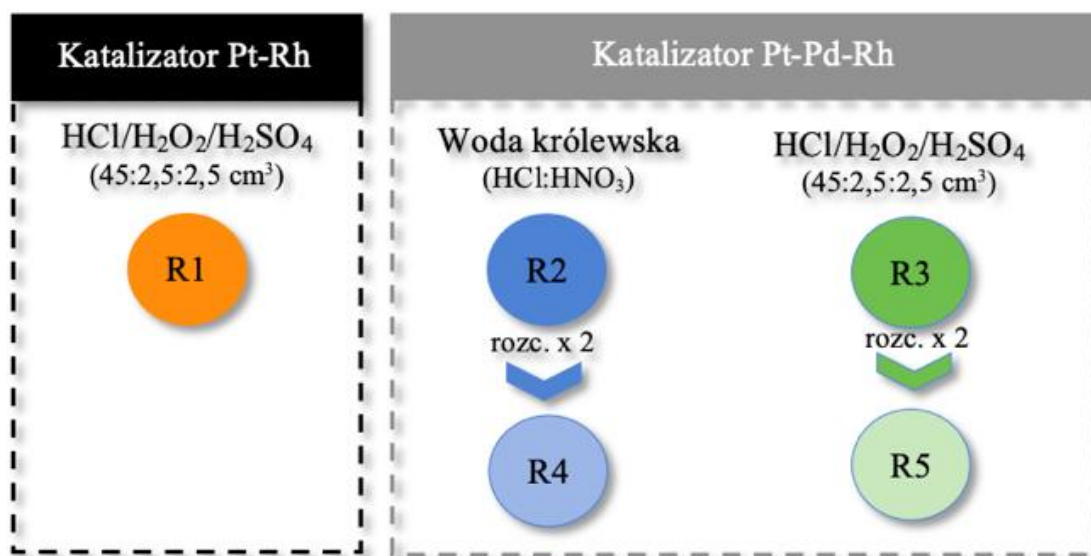 Katalizator Pt-Rh
HCl/H₂O₂/H₂SO₄
(45:2,5:2,5 cm³)
R1
Katalizator Pt-Pd-Rh
Woda królewska
(HCl:HNO₃)
R2
rozc. x 2
R4
HCl/H₂O₂/H₂SO₄
(45:2,5:2,5 cm³)
R3
rozc. x 2
R5